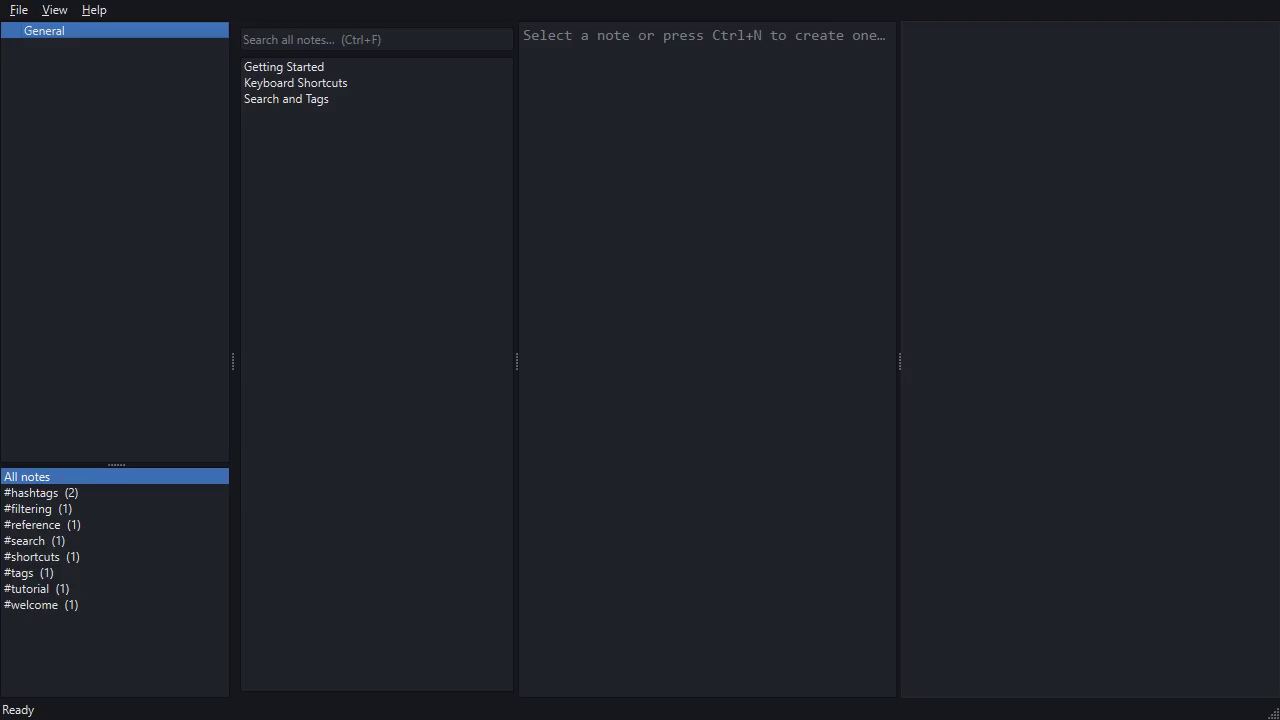 File View Help
General
Search all notes... (Ctrl+F)
Getting Started
Keyboard Shortcuts
Search and Tags
Select a note or press Ctrl+N to create one…
All notes
#hashtags (2)
#filtering (1)
#reference (1)
#search (1)
#shortcuts (1)
#tags (1)
#tutorial (1)
#welcome (1)
Ready